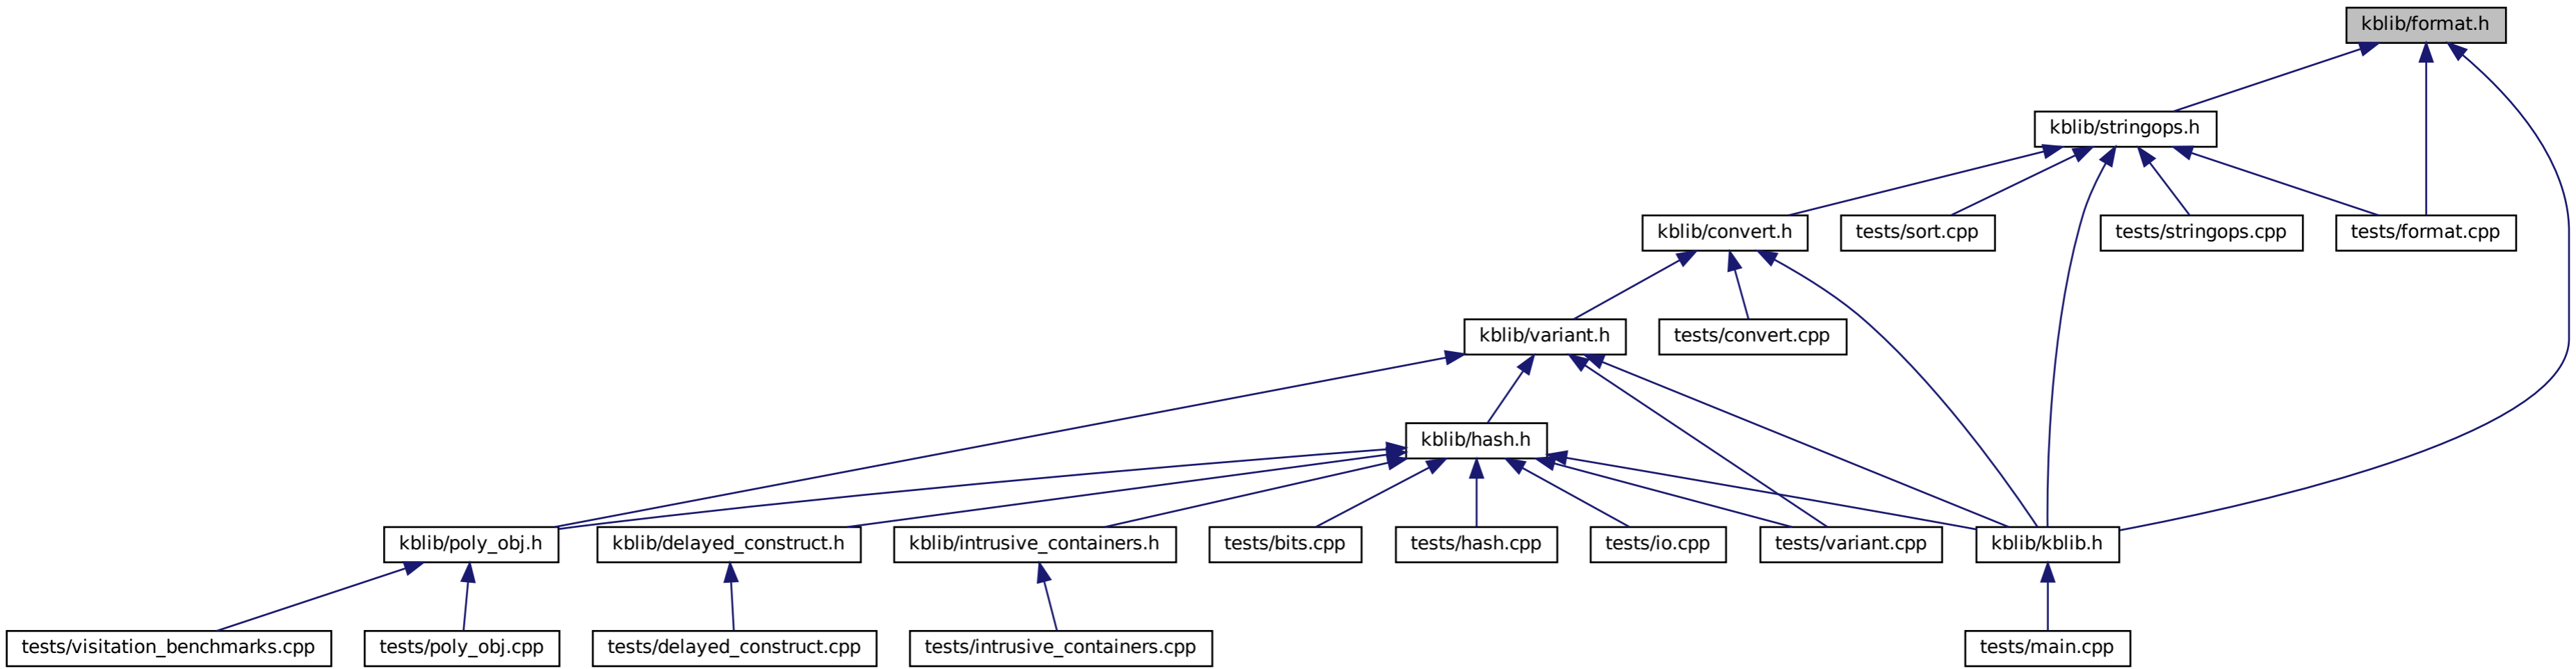 kblib/format.h
kblib/stringops.h
kblib/convert.h
tests/sort.cpp
tests/stringops.cpp
tests/format.cpp
kblib/variant.h
tests/convert.cpp
kblib/hash.h
kblib/poly_obj.h
kblib/delayed_construct.h
kblib/intrusive_containers.h
tests/bits.cpp
tests/hash.cpp
tests/io.cpp
tests/variant.cpp
kblib/kblib.h
tests/visitation_benchmarks.cpp
tests/poly_obj.cpp
tests/delayed_construct.cpp
tests/intrusive_containers.cpp
tests/main.cpp